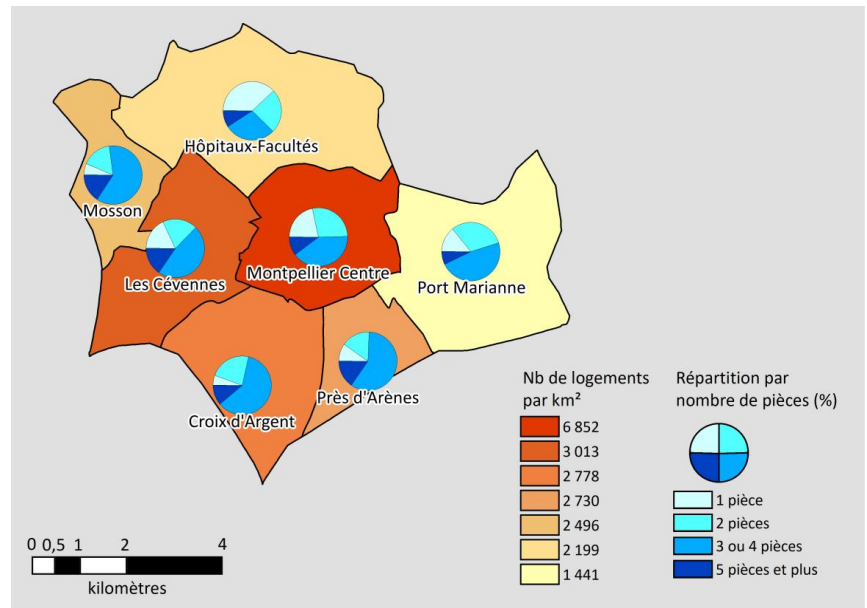 Hôpitaux-Facultés
Mosson
Les Cévennes
Montpellier Centre
Port Marianne
Près d'Arènes
Croix d'Argent
Nb de logements
par km²
6 852
3 013
2 778
2 730
2 496
2 199
1 441
Répartition par
nombre de pièces (%)
1 pièce
2 pièces
3 ou 4 pièces
5 pièces et plus
0 0,5 1 2 4
kilomètres